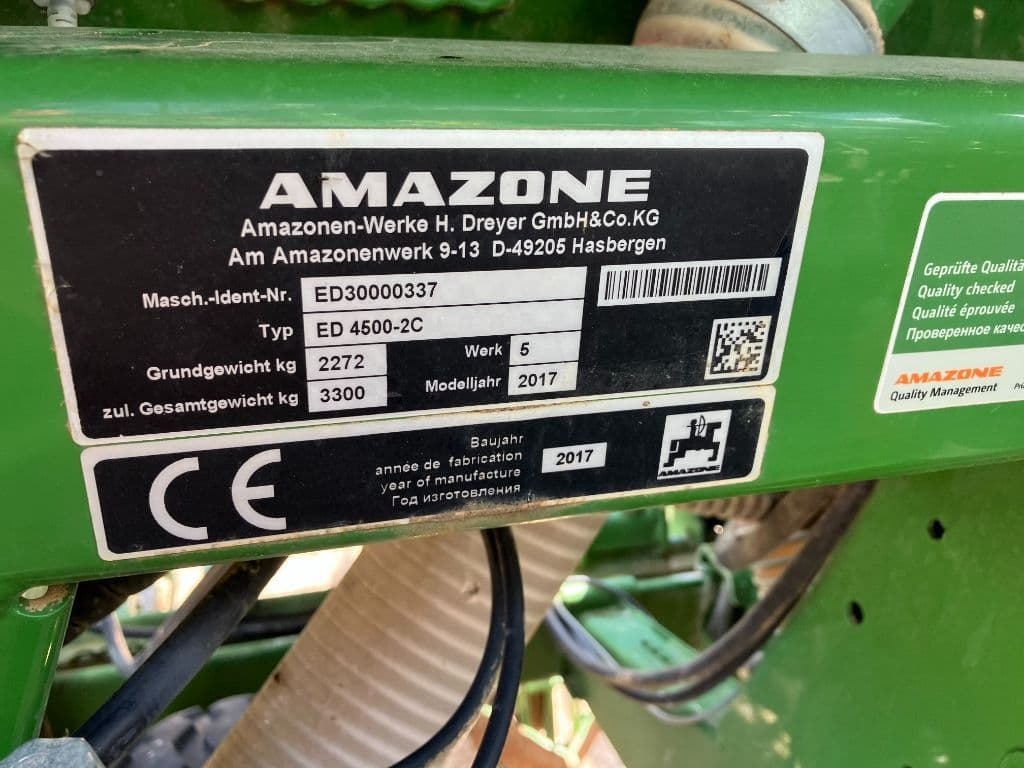 AMAZONE
Amazonen-Werke H. Dreyer GmbH&Co.KG
Am Amazonenwerk 9-13 D-49205 Hasbergen
Masch.-Ident-Nr. ED30000337
Typ ED 4500-2C
Grundgewicht kg 2272 Werk 5
zul. Gesamtgewicht kg 3300 Modelljahr 2017
CE
Baujahr
année de fabrication
year of manufacture
Год изготовления
2017
AMAZONE
Geprüfte Qualitä
Quality checked
Qualité éprouvée
Проверенное качес
AMAZONE
Quality Management